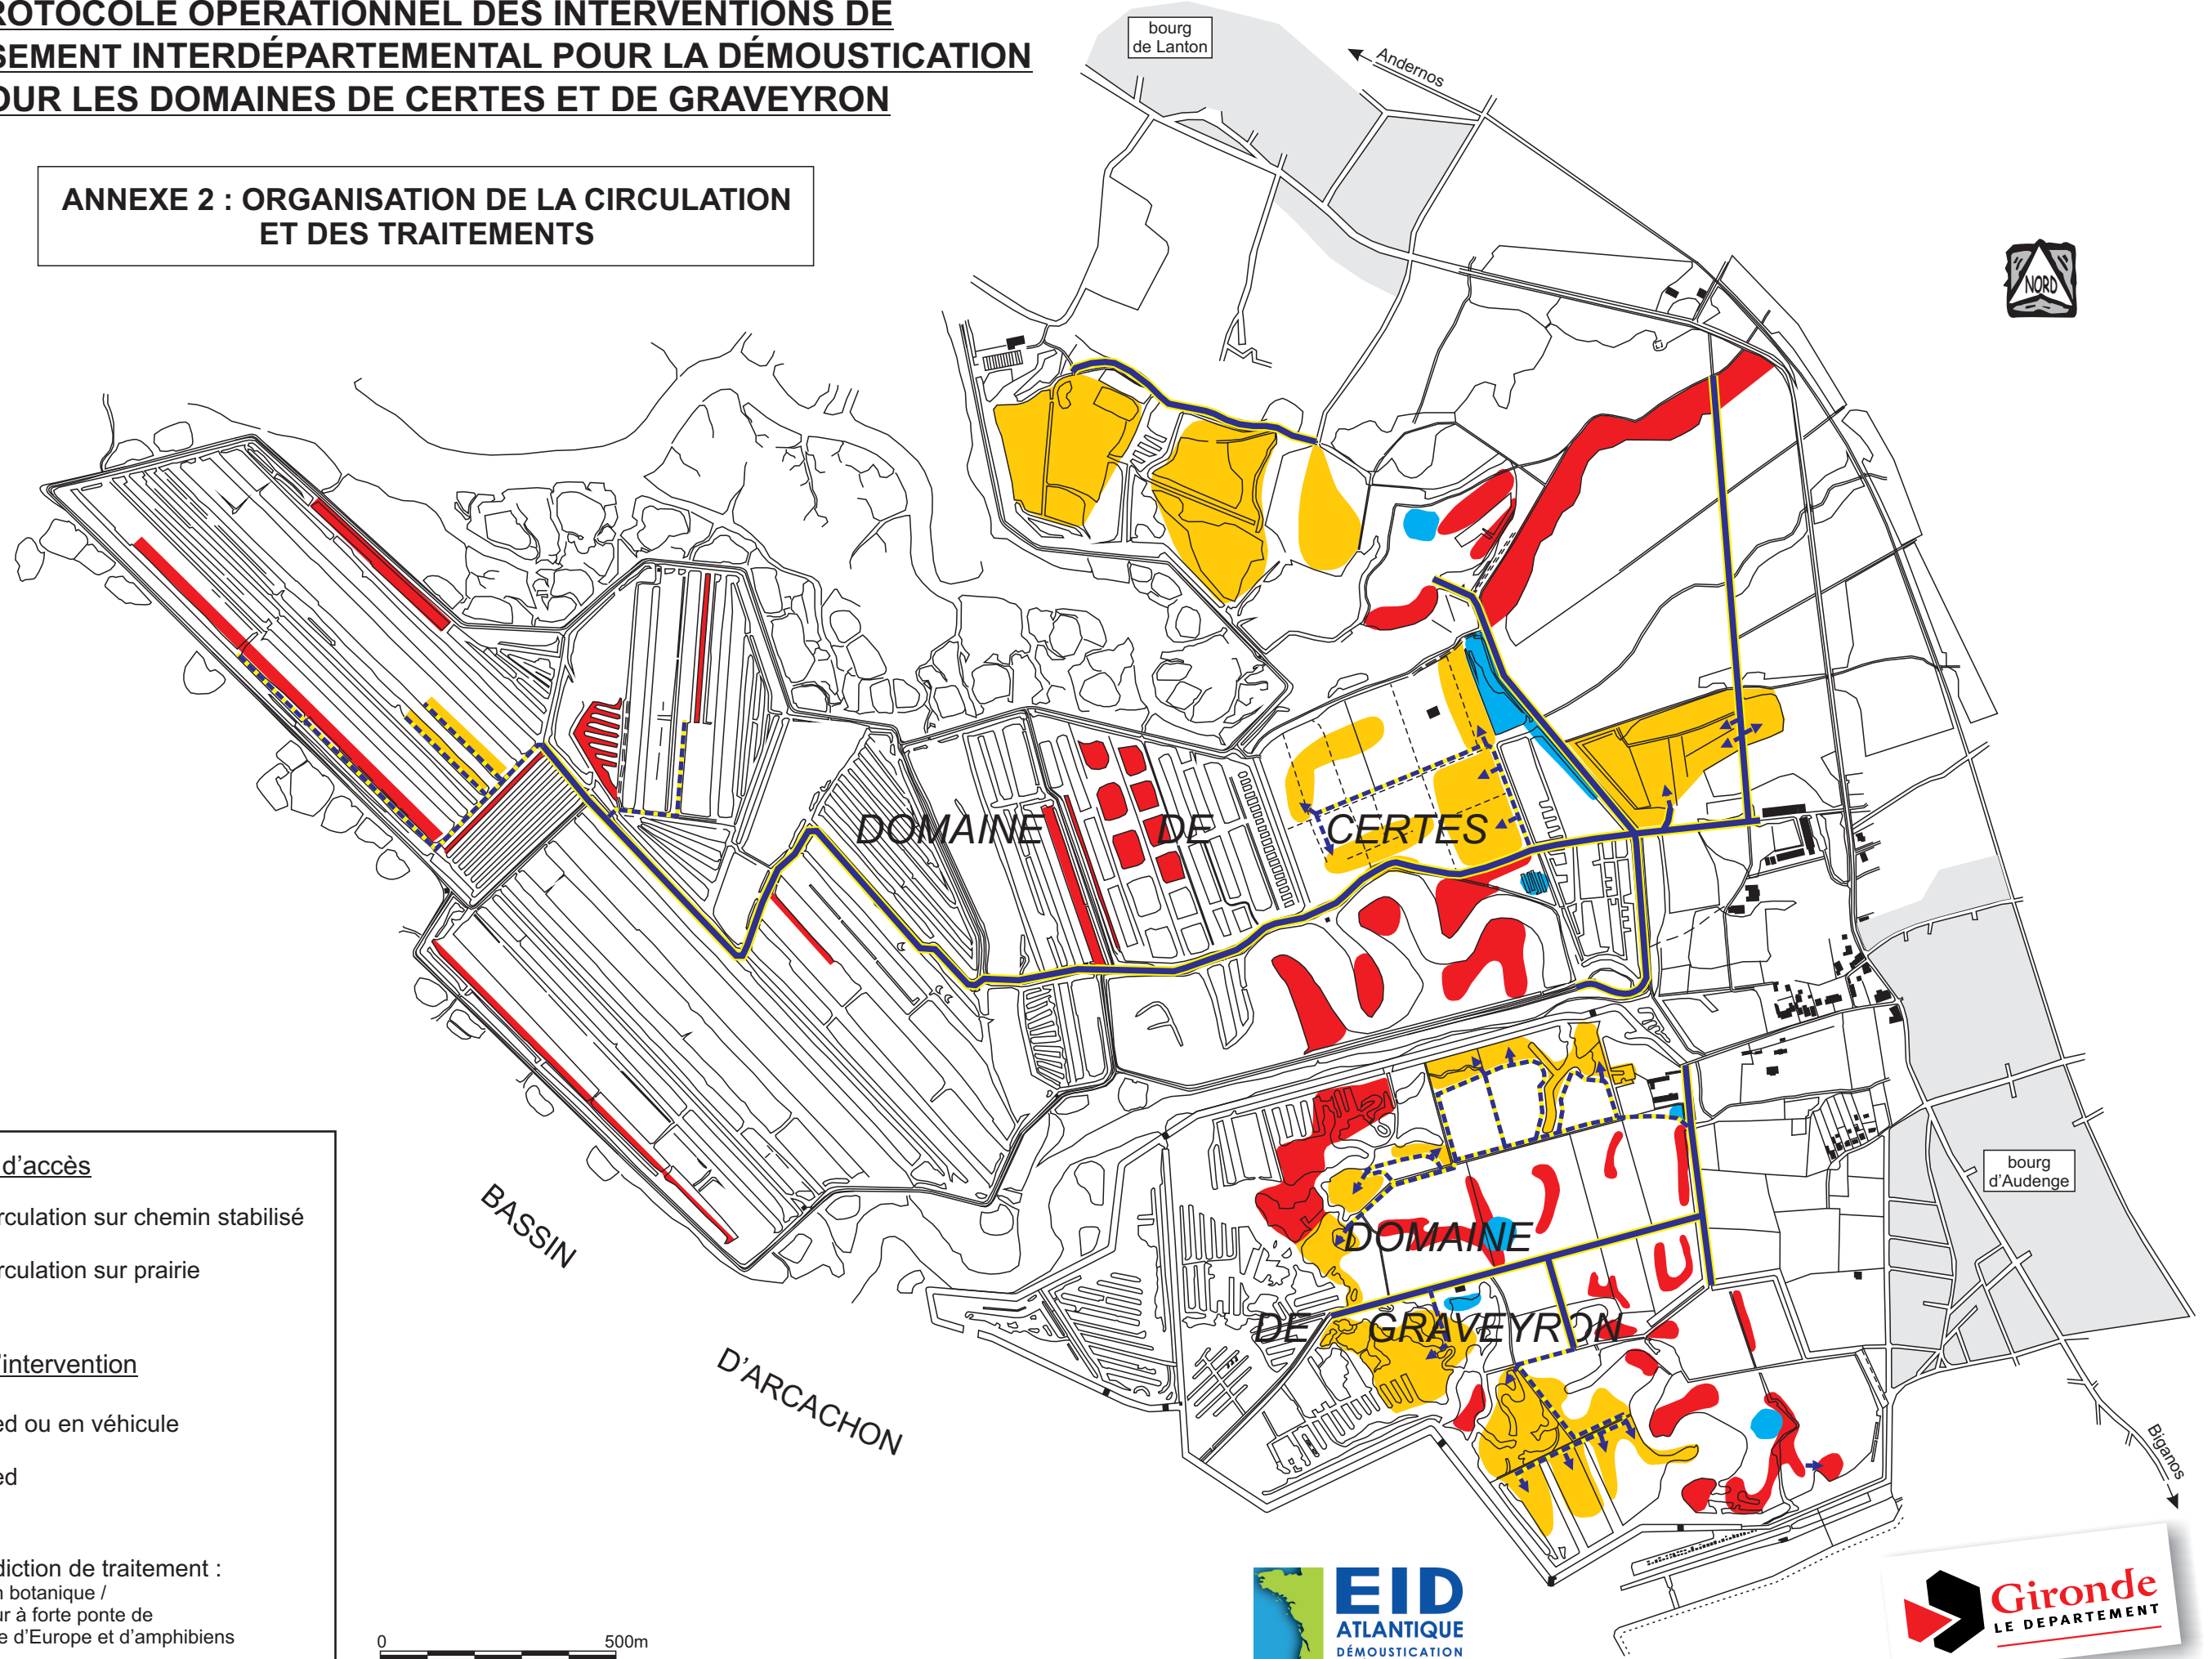 ROTOCOLE OPÉRATIONNEL DES INTERVENTIONS DE
SEMENT INTERDÉPARTEMENTAL POUR LA DÉMOUSTICATION
OUR LES DOMAINES DE CERTES ET DE GRAVEYRON
ANNEXE 2 : ORGANISATION DE LA CIRCULATION
ET DES TRAITEMENTS
bourg
de Lanton
Andernos
NORD
DOMAINE DE CERTES
DOMAINE
DE GRAVEYRON
bourg
d'Audenge
BASSIN
D'ARCACHON
Biganos
d'accès
rculation sur chemin stabilisé
rculation sur prairie
'intervention
ed ou en véhicule
ed
diction de traitement :
n botanique /
ur à forte ponte de
e d'Europe et d'amphibiens
0 500m
EID
ATLANTIQUE
DÉMOUSTICATION
Gironde
LE DEPARTEMENT